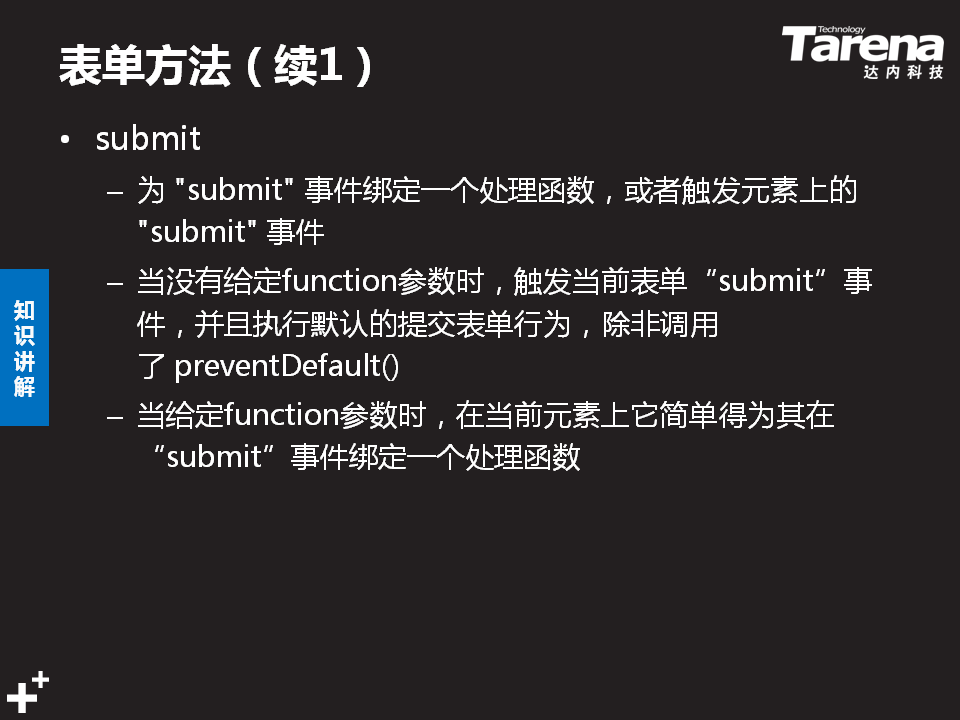 表单方法（续1）
Technology
Tarena
达内科技
• submit
– 为 "submit" 事件绑定一个处理函数，或者触发元素上的
"submit" 事件
– 当没有给定function参数时，触发当前表单“submit”事
件，并且执行默认的提交表单行为，除非调用
了 preventDefault()
– 当给定function参数时，在当前元素上它简单得为其在
“submit”事件绑定一个处理函数
知识讲解